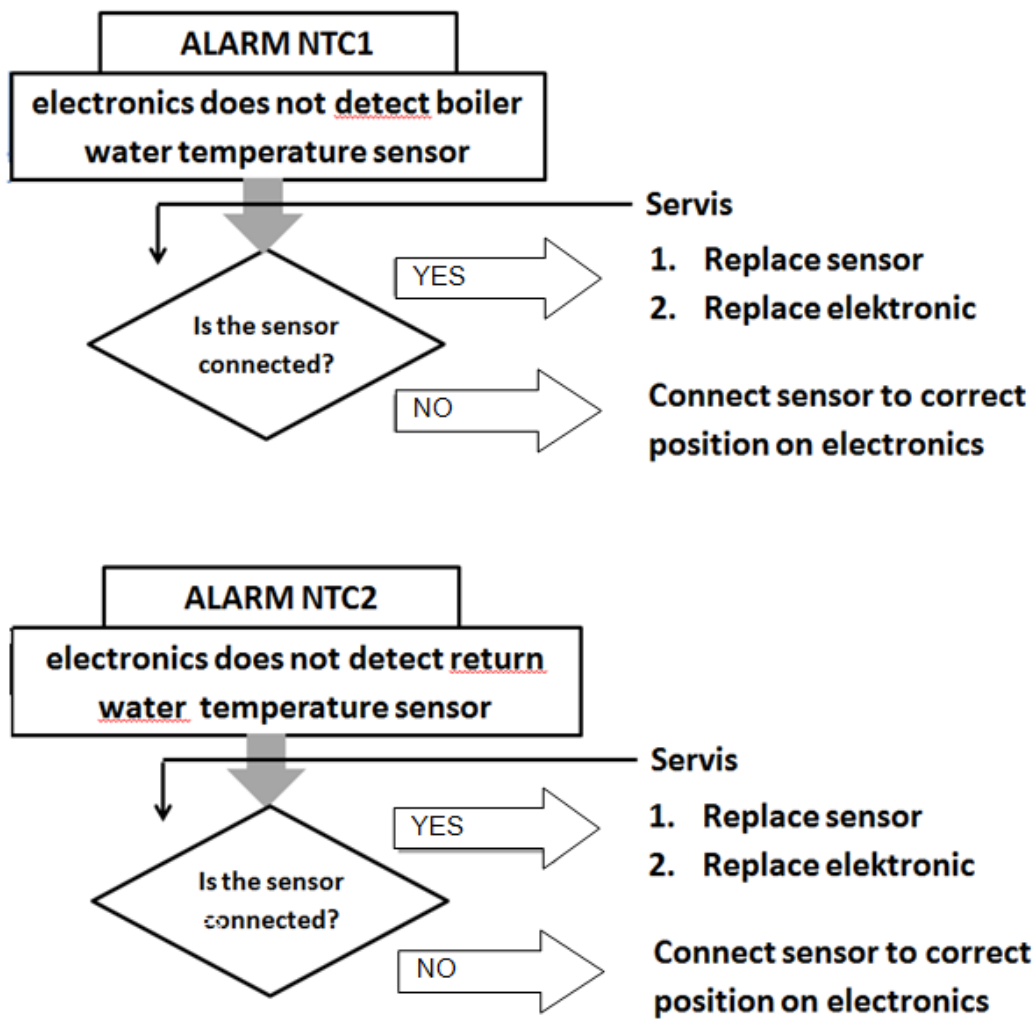 ALARM NTC1
electronics does not detect boiler
water temperature sensor
Servis
YES
1. Replace sensor
2. Replace elektronic
Is the sensor
connected?
NO
Connect sensor to correct
position on electronics
ALARM NTC2
electronics does not detect return
water temperature sensor
Servis
YES
1. Replace sensor
2. Replace elektronic
Is the sensor
connected?
NO
Connect sensor to correct
position on electronics